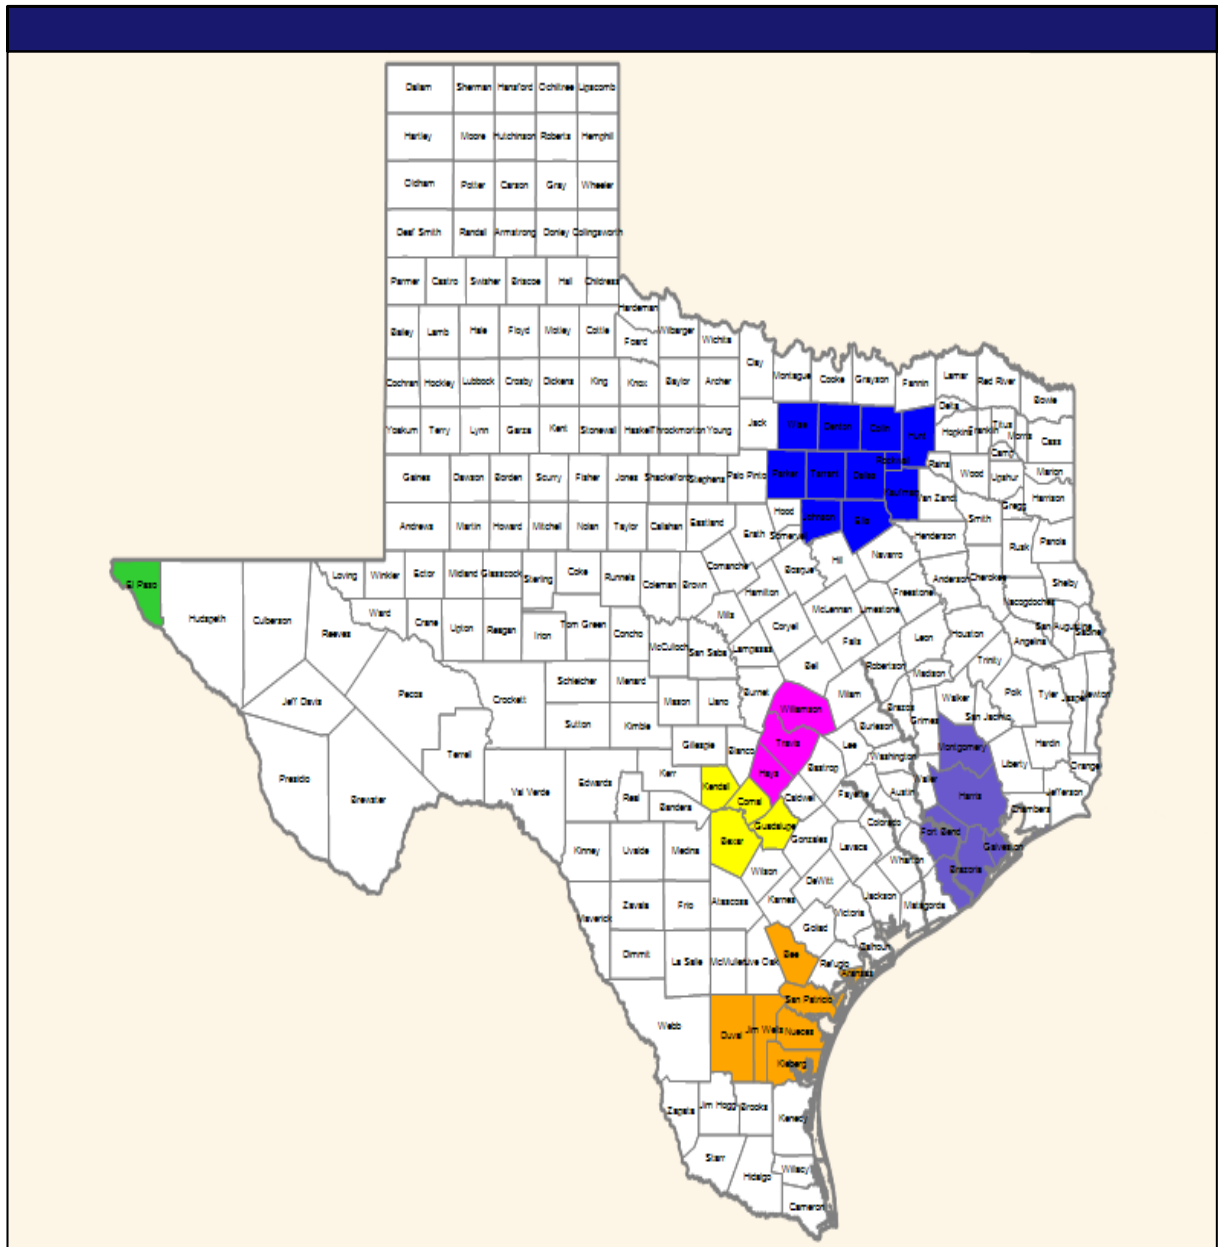 Dallam Sherman Hansford Ochiltree Lipscomb
Hartley Moore Hutchinson Roberts Hemphill
Oldham Potter Carson Gray Wheeler
Deaf Smith Randall Armstrong Donley Collingsworth
Parmer Castro Swisher Briscoe Hall Childress
Hardeman
Bailey Lamb Hale Floyd Motley Cottle Foard Wilbarger Wichita
Clay Montague Cooke Grayson Fannin Lamar Red River Bowie
Cochran Hockley Lubbock Crosby Dickens King Knox Baylor Archer
Delta
Yoakum Terry Lynn Garza Kent Stonewall Haskell Throckmorton Young Jack Wise Denton Collin Hunt Hopkins Franklin Titus Morris Cass
Camp
Gaines Dawson Borden Scurry Fisher Jones Shackelford Stephens Palo Pinto Parker Tarrant Dallas Rockwall Rains Wood Upshur Marion
Kaufman Van Zandt Gregg Harrison
Andrews Martin Howard Mitchell Nolan Taylor Callahan Eastland Erath Hood Somervell Johnson Ellis Henderson Smith Rusk Panola
El Paso Hudspeth Culberson Reeves Loving Winkler Ector Midland Glasscock Sterling Coke Runnels Coleman Brown Comanche Bosque Hill Navarro Anderson Cherokee Shelby
Hamilton Freestone Nacogdoches
Ward Crane Upton Reagan Irion Tom Green Concho McCulloch San Saba Mills Coryell McLennan Limestone Leon Houston Angelina San Augustine Sabine
Lampasas Falls
Jeff Davis Pecos Crockett Schleicher Menard Mason Llano Burnet Bell Milam Robertson Madison Trinity Polk Tyler Jasper Newton
Walker San Jacinto
Terrell Sutton Kimble Gillespie Blanco Williamson Travis Lee Burleson Brazos Grimes Montgomery Liberty Hardin Orange
Washington
Presidio Brewster Val Verde Edwards Kerr Real Bandera Kendall Comal Hays Bastrop Caldwell Fayette Austin Waller Harris Chambers Jefferson
Guadalupe Colorado Fort Bend Galveston
Kinney Uvalde Medina Bexar Gonzales Lavaca Wharton Brazoria
Wilson DeWitt
Maverick Zavala Frio Atascosa Karnes Victoria Jackson Matagorda
Goliad Calhoun
Dimmit La Salle McMullen Live Oak Bee Refugio Aransas
San Patricio
Webb Duval Jim Wells Nueces
Kleberg
Zapata Jim Hogg Brooks Kenedy
Starr Hidalgo Willacy
Cameron